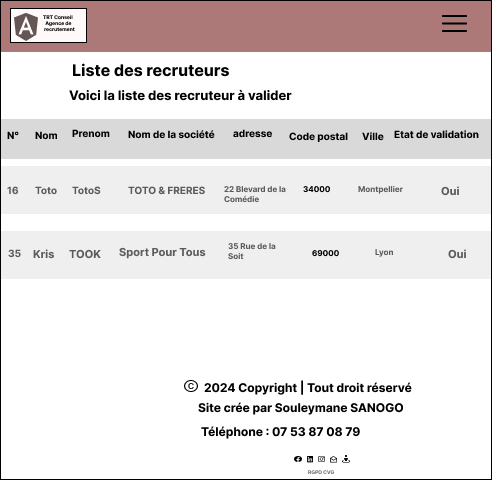 TRT Conseil
Agence de
recrutement
Liste des recruteurs
Voici la liste des recruteur à valider
N° Nom Prenom Nom de la société adresse Code postal Ville Etat de validation
16 Toto TotoS TOTO & FRERES 22 Blevard de la Comédie 34000 Montpellier Oui
35 Kris TOOK Sport Pour Tous 35 Rue de la Soit 69000 Lyon Oui
© 2024 Copyright | Tout droit réservé
Site crée par Souleymane SANOGO
Téléphone : 07 53 87 08 79
RGPD CVG